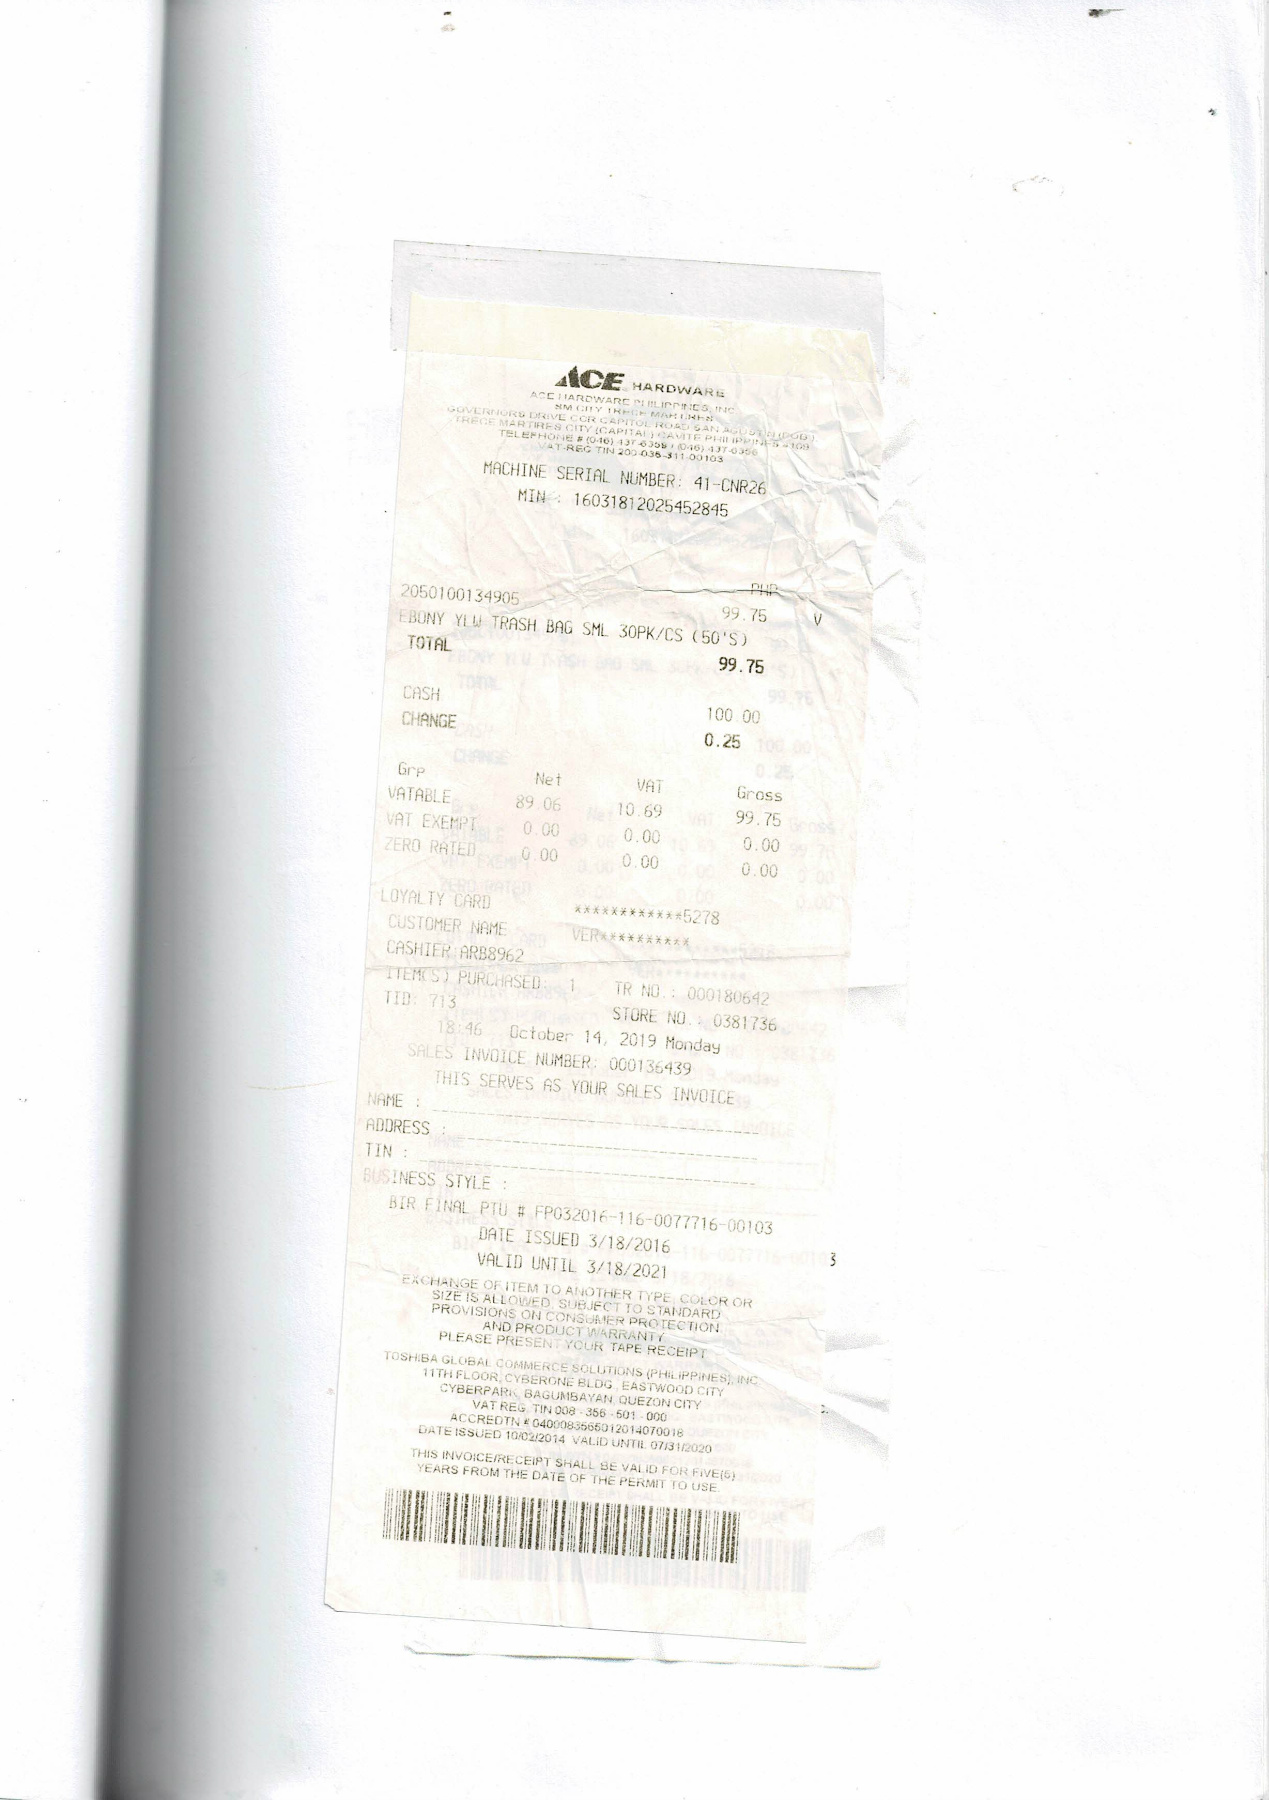 ACE HARDWARE
ACE HARDWARE PHILIPPINES, INC
SM CITY TRECE MARTIRES
GOVERNORS DRIVE COR CAPITOL ROAD SAN AGUSTIN (POB.)
TRECE MARTIRES CITY (CAPITAL) CAVITE PHILIPPINES 4109
TELEPHONE # (046) 437-6359 / (046) 437-6356
VAT-REG TIN 200-036-311-00103
MACHINE SERIAL NUMBER: 41-CNR26
MIN : 16031812025452845
PHP
2050100134905 99.75 V
EBONY YLW TRASH BAG SML 30PK/CS (50'S)
TOTAL 99.75
CASH 100.00
CHANGE 0.25
Grp Net VAT Gross
VATABLE 89.06 10.69 99.75
VAT EXEMPT 0.00 0.00 0.00
ZERO RATED 0.00 0.00 0.00
LOYALTY CARD ************5278
CUSTOMER NAME VER**********
CASHIER:ARB8962
ITEM(S) PURCHASED: 1 TR NO.: 000180642
TID: 713 STORE NO.: 0381736
18:46 October 14, 2019 Monday
SALES INVOICE NUMBER: 000136439
THIS SERVES AS YOUR SALES INVOICE
NAME :
ADDRESS :
TIN :
BUSINESS STYLE :
BIR FINAL PTU # FP032016-116-0077716-00103
DATE ISSUED 3/18/2016
VALID UNTIL 3/18/2021
EXCHANGE OF ITEM TO ANOTHER TYPE, COLOR OR
SIZE IS ALLOWED, SUBJECT TO STANDARD
PROVISIONS ON CONSUMER PROTECTION
AND PRODUCT WARRANTY
PLEASE PRESENT YOUR TAPE RECEIPT
TOSHIBA GLOBAL COMMERCE SOLUTIONS (PHILIPPINES), INC
11TH FLOOR, CYBERONE BLDG., EASTWOOD CITY
CYBERPARK, BAGUMBAYAN, QUEZON CITY
VAT REG. TIN 008 - 356 - 501 - 000
ACCREDTN # 0400083565012014070018
DATE ISSUED 10/02/2014 VALID UNTIL 07/31/2020
THIS INVOICE/RECEIPT SHALL BE VALID FOR FIVE(5)
YEARS FROM THE DATE OF THE PERMIT TO USE.